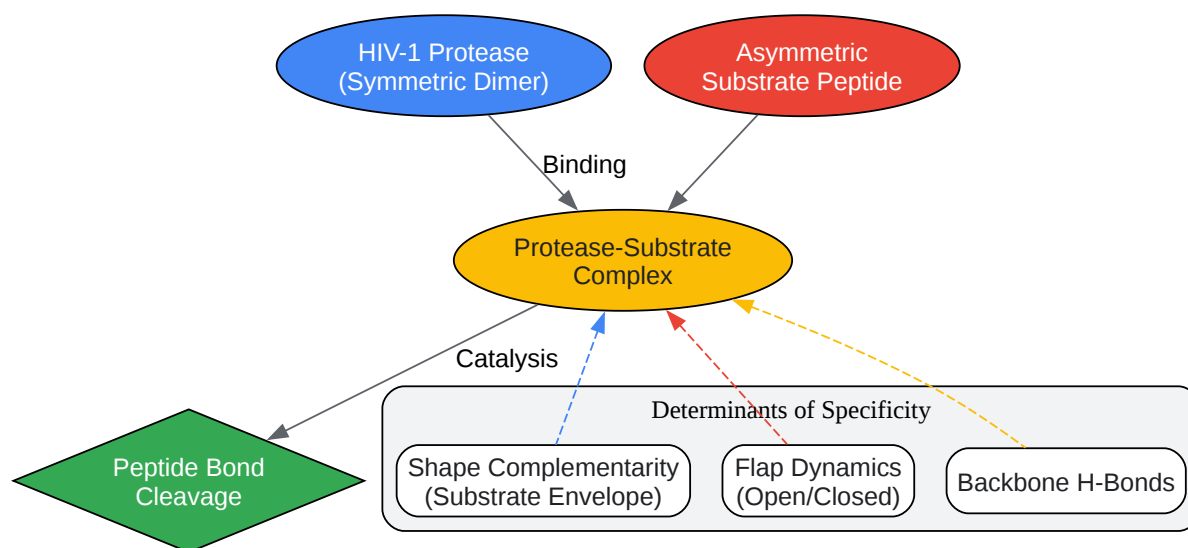 HIV-1 Protease
(Symmetric Dimer)
Asymmetric
Substrate Peptide
Binding
Protease-Substrate
Complex
Catalysis
Determinants of Specificity
Peptide Bond
Cleavage
Shape Complementarity
(Substrate Envelope)
Flap Dynamics
(Open/Closed)
Backbone H-Bonds